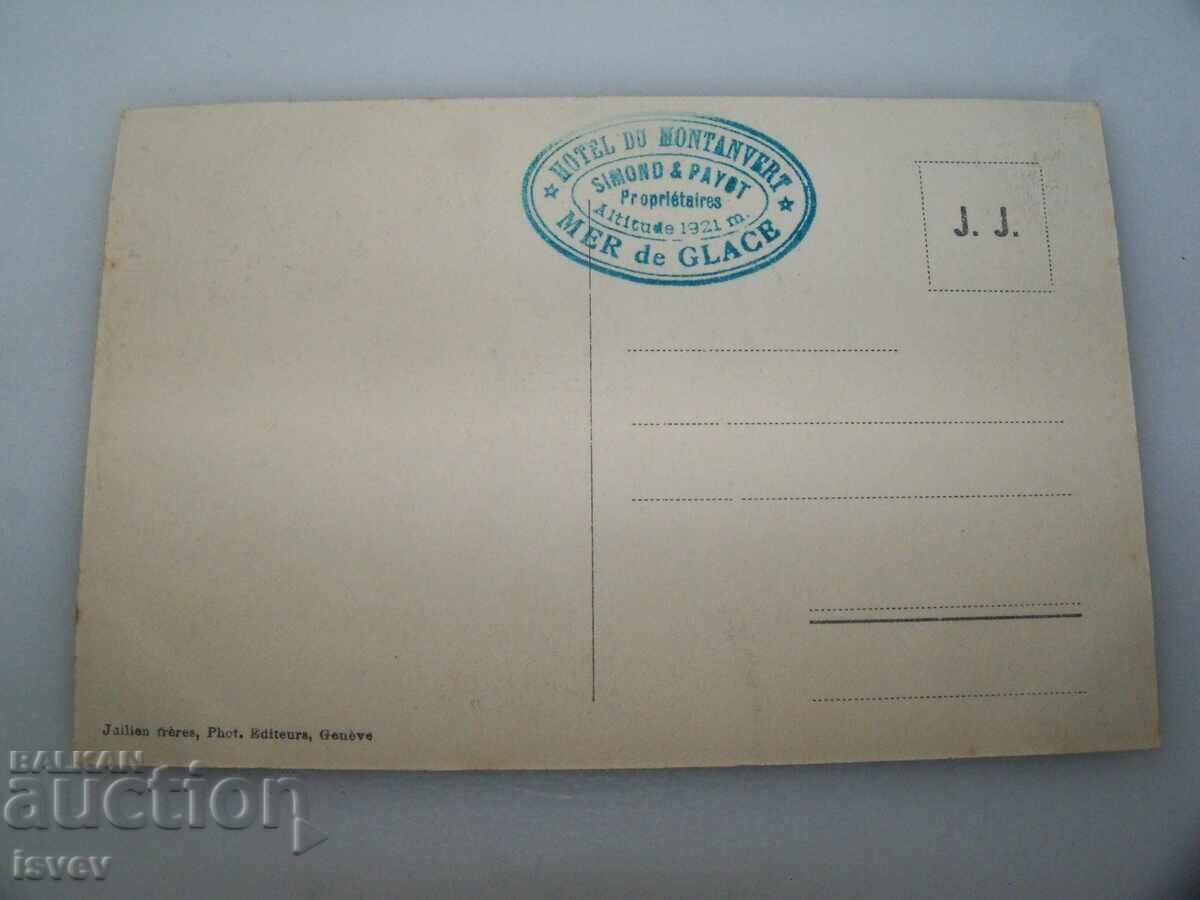 HOTEL DU MONTANVERT
SIMOND & PAYOT
Propriétaires
Altitude 1921 m.
MER de GLACE
J. J.
Jullien frères, Phot. Editeurs, Genève
BALKAN
auction
isvev